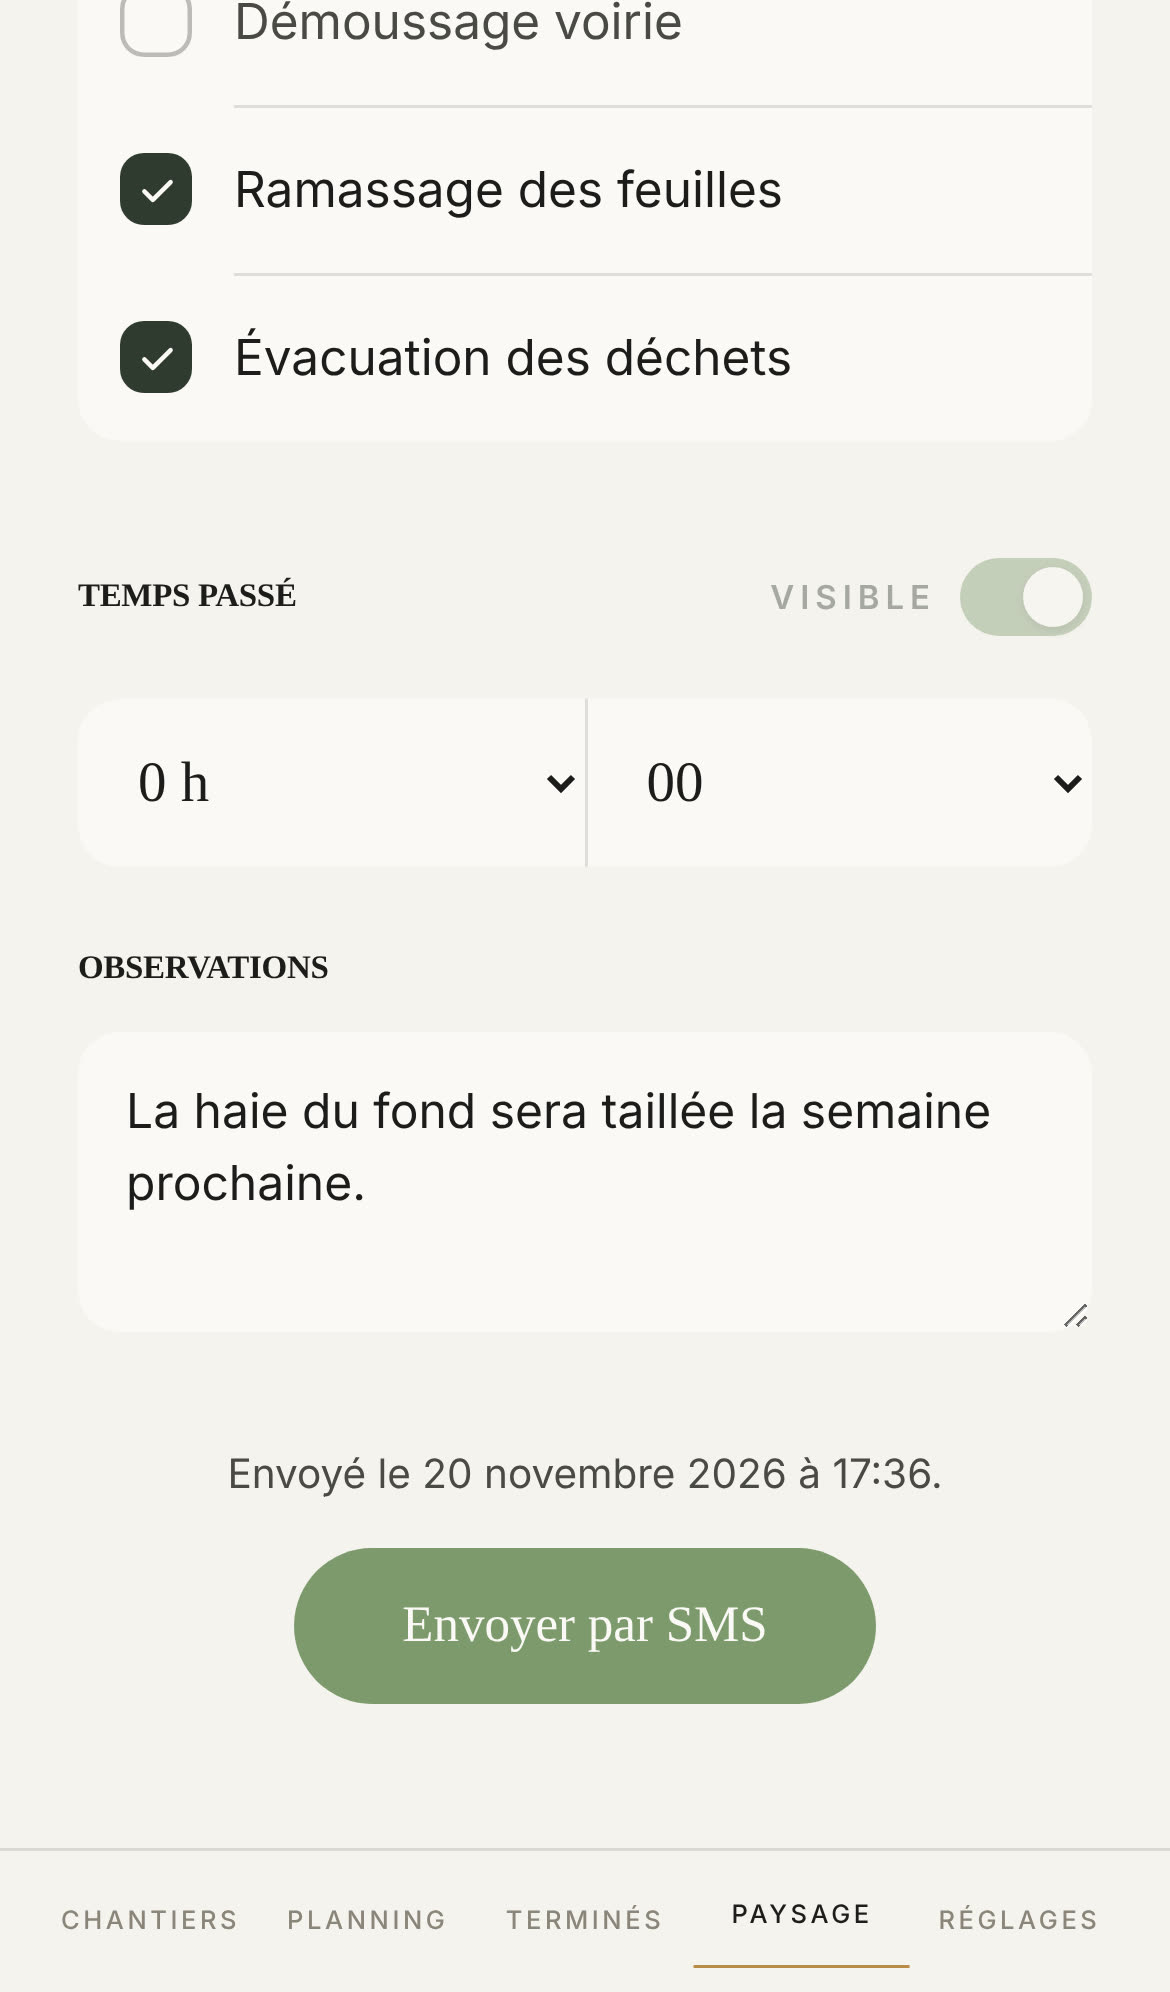 Démoussage voirie
Ramassage des feuilles
Évacuation des déchets
TEMPS PASSÉ
VISIBLE
0 h
00
OBSERVATIONS
La haie du fond sera taillée la semaine
prochaine.
Envoyé le 20 novembre 2026 à 17:36.
Envoyer par SMS
CHANTIERS PLANNING TERMINÉS PAYSAGE RÉGLAGES